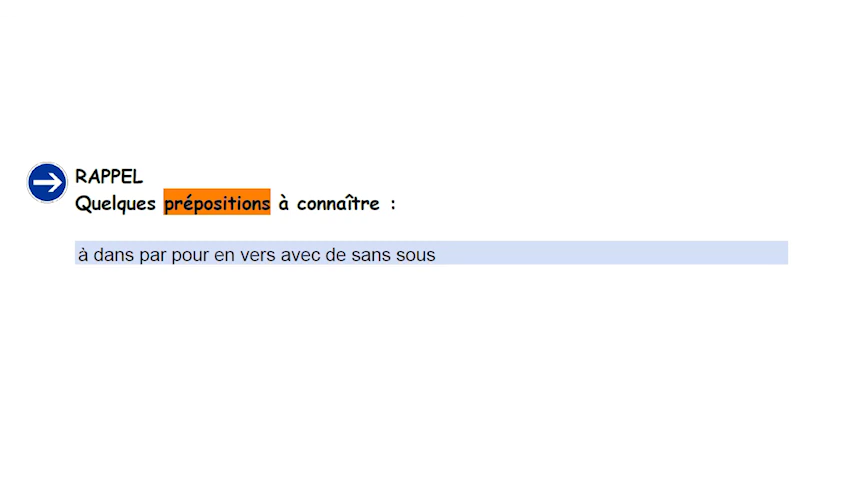 RAPPEL
Quelques prépositions à connaître :
à dans par pour en vers avec de sans sous